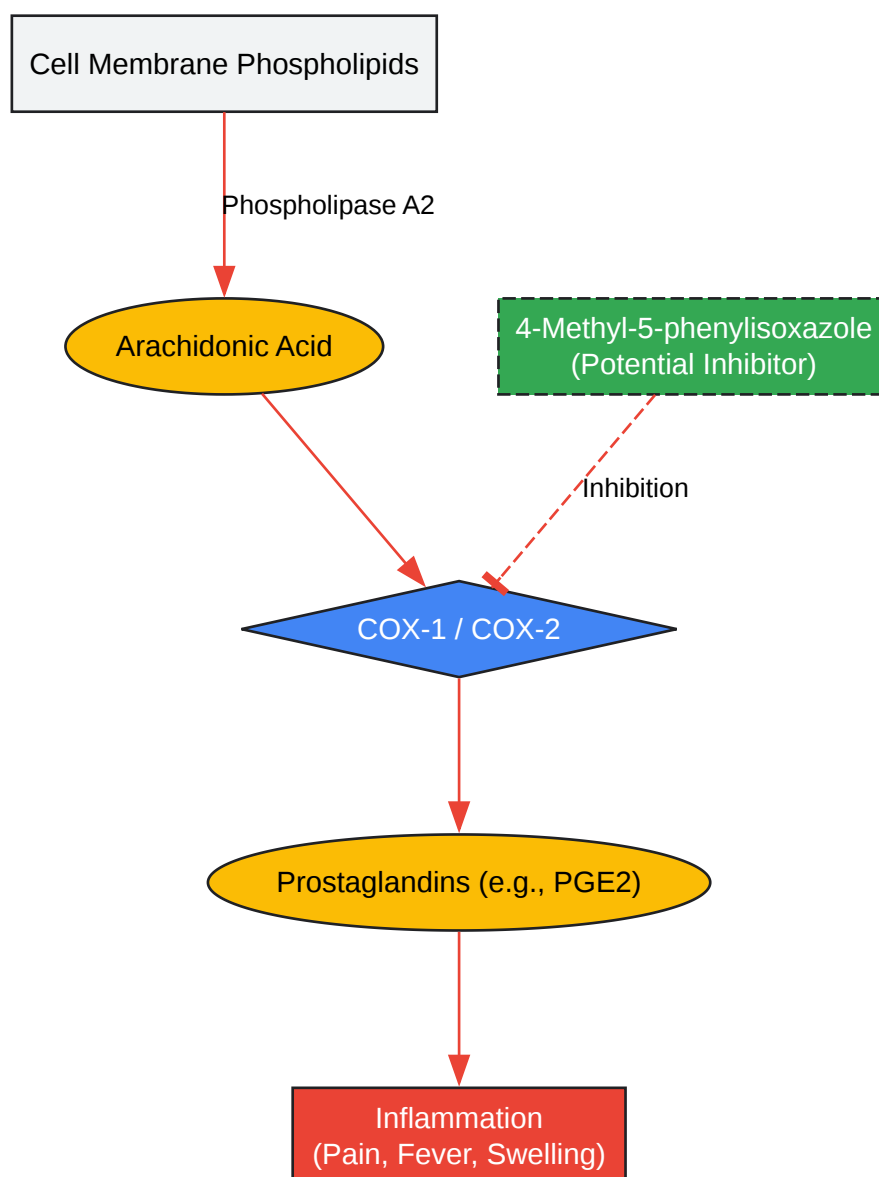 Cell Membrane Phospholipids
Phospholipase A2
Arachidonic Acid
4-Methyl-5-phenylisoxazole
(Potential Inhibitor)
Inhibition
COX-1 / COX-2
Prostaglandins (e.g., PGE2)
Inflammation
(Pain, Fever, Swelling)